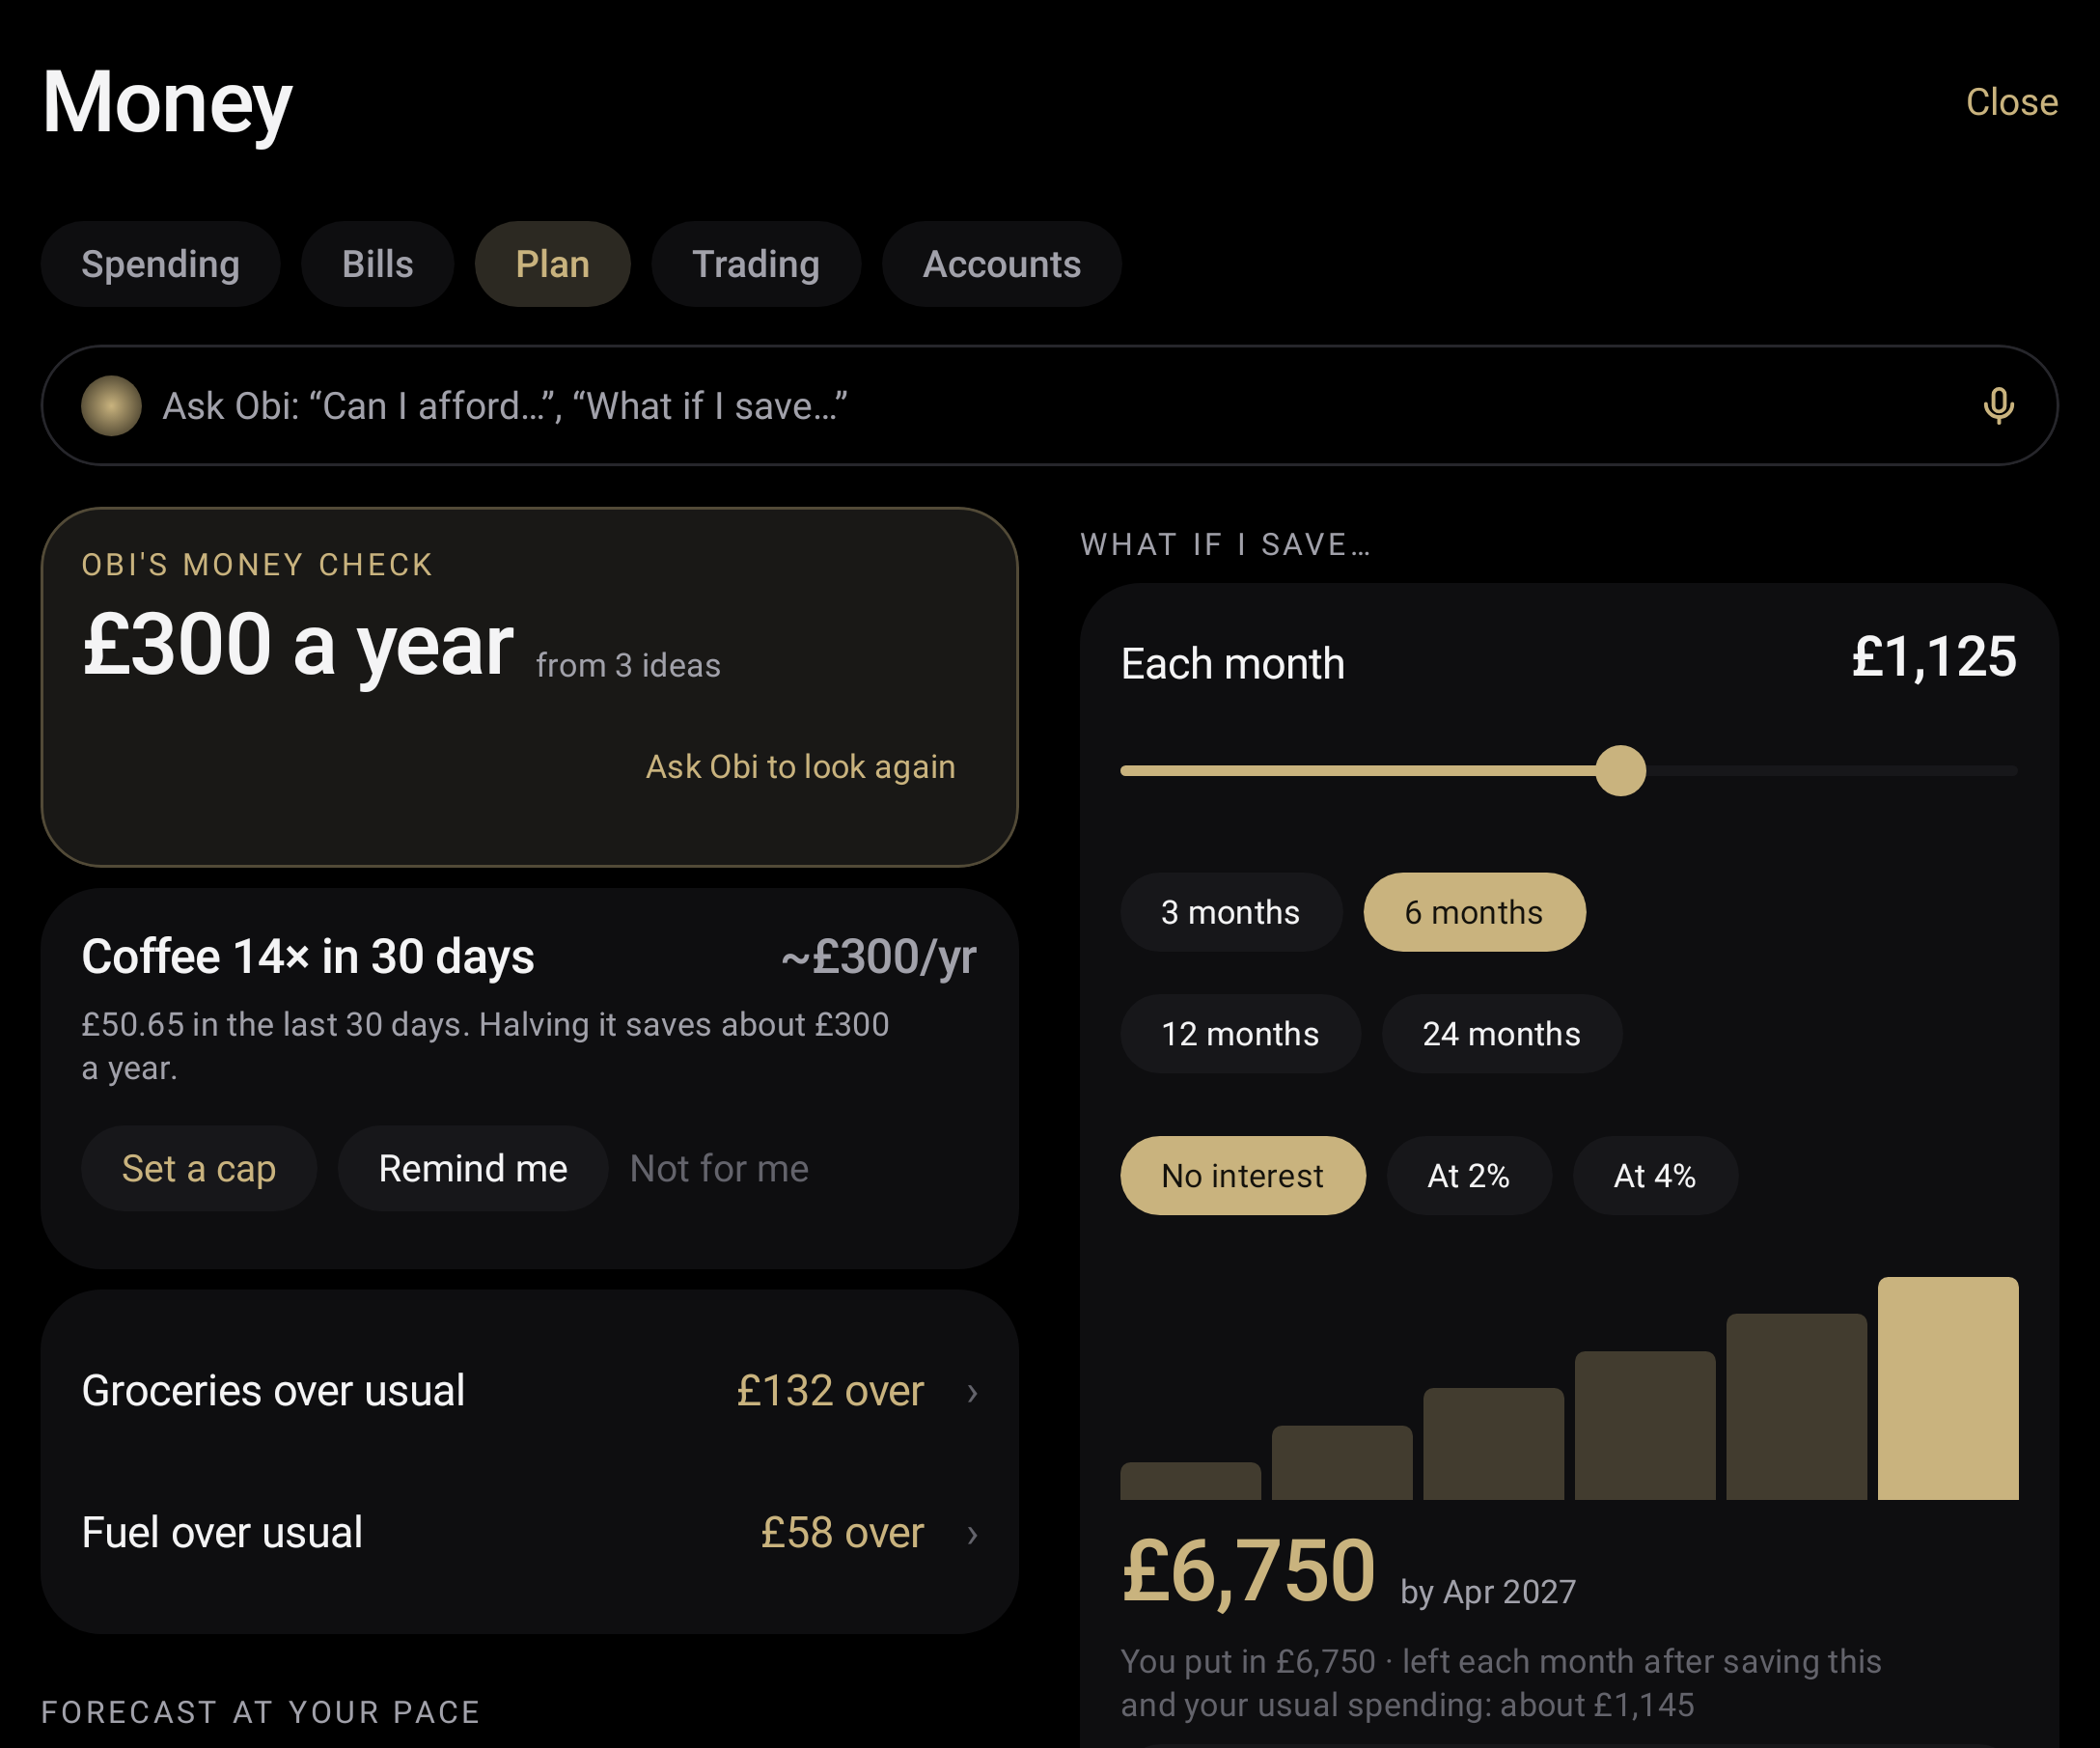 Money
Close
Spending
Bills
Plan
Trading
Accounts
Ask Obi: “Can I afford…”, “What if I save…”
OBI'S MONEY CHECK
£300 a year from 3 ideas
Ask Obi to look again
Coffee 14× in 30 days ~£300/yr
£50.65 in the last 30 days. Halving it saves about £300
a year.
Set a cap
Remind me
Not for me
Groceries over usual £132 over ›
Fuel over usual £58 over ›
FORECAST AT YOUR PACE
WHAT IF I SAVE…
Each month £1,125
3 months
6 months
12 months
24 months
No interest
At 2%
At 4%
£6,750 by Apr 2027
You put in £6,750 · left each month after saving this
and your usual spending: about £1,145